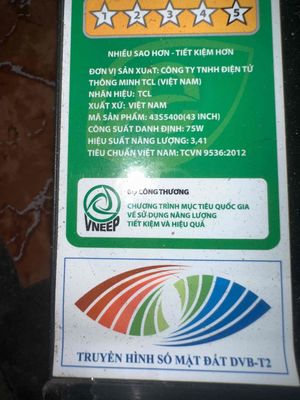 1 2 3 4 5
NHIỀU SAO HƠN - TIẾT KIỆM HƠN
ĐƠN VỊ SẢN XUẤT: CÔNG TY TNHH ĐIỆN TỬ
THÔNG MINH TCL (VIỆT NAM)
NHÃN HIỆU: TCL
XUẤT XỨ: VIỆT NAM
MÃ SẢN PHẨM: 43S5400(43 INCH)
CÔNG SUẤT DANH ĐỊNH: 75W
HIỆU SUẤT NĂNG LƯỢNG: 3,41
TIÊU CHUẨN VIỆT NAM: TCVN 9536:2012
VNEEP
BỘ CÔNG THƯƠNG
CHƯƠNG TRÌNH MỤC TIÊU QUỐC GIA
VỀ SỬ DỤNG NĂNG LƯỢNG
TIẾT KIỆM VÀ HIỆU QUẢ
TRUYỀN HÌNH SỐ MẶT ĐẤT DVB-T2